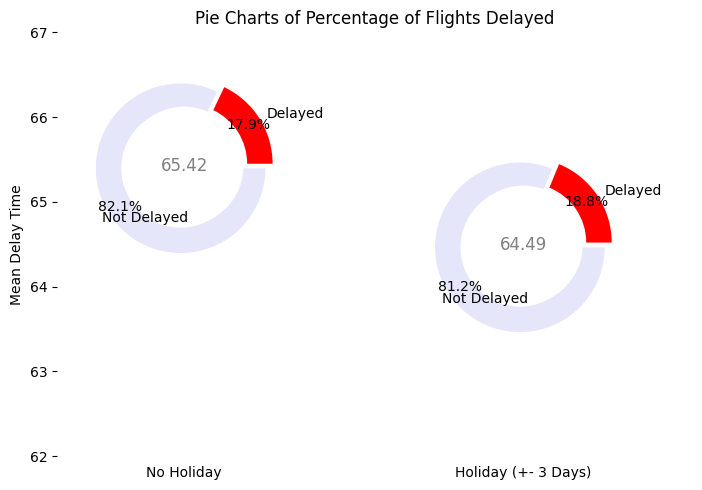 Pie Charts of Percentage of Flights Delayed
Mean Delay Time
67
66
65
64
63
62
Delayed
17.9%
65.42
82.1%
Not Delayed
Delayed
18.8%
64.49
81.2%
Not Delayed
No Holiday
Holiday (+- 3 Days)